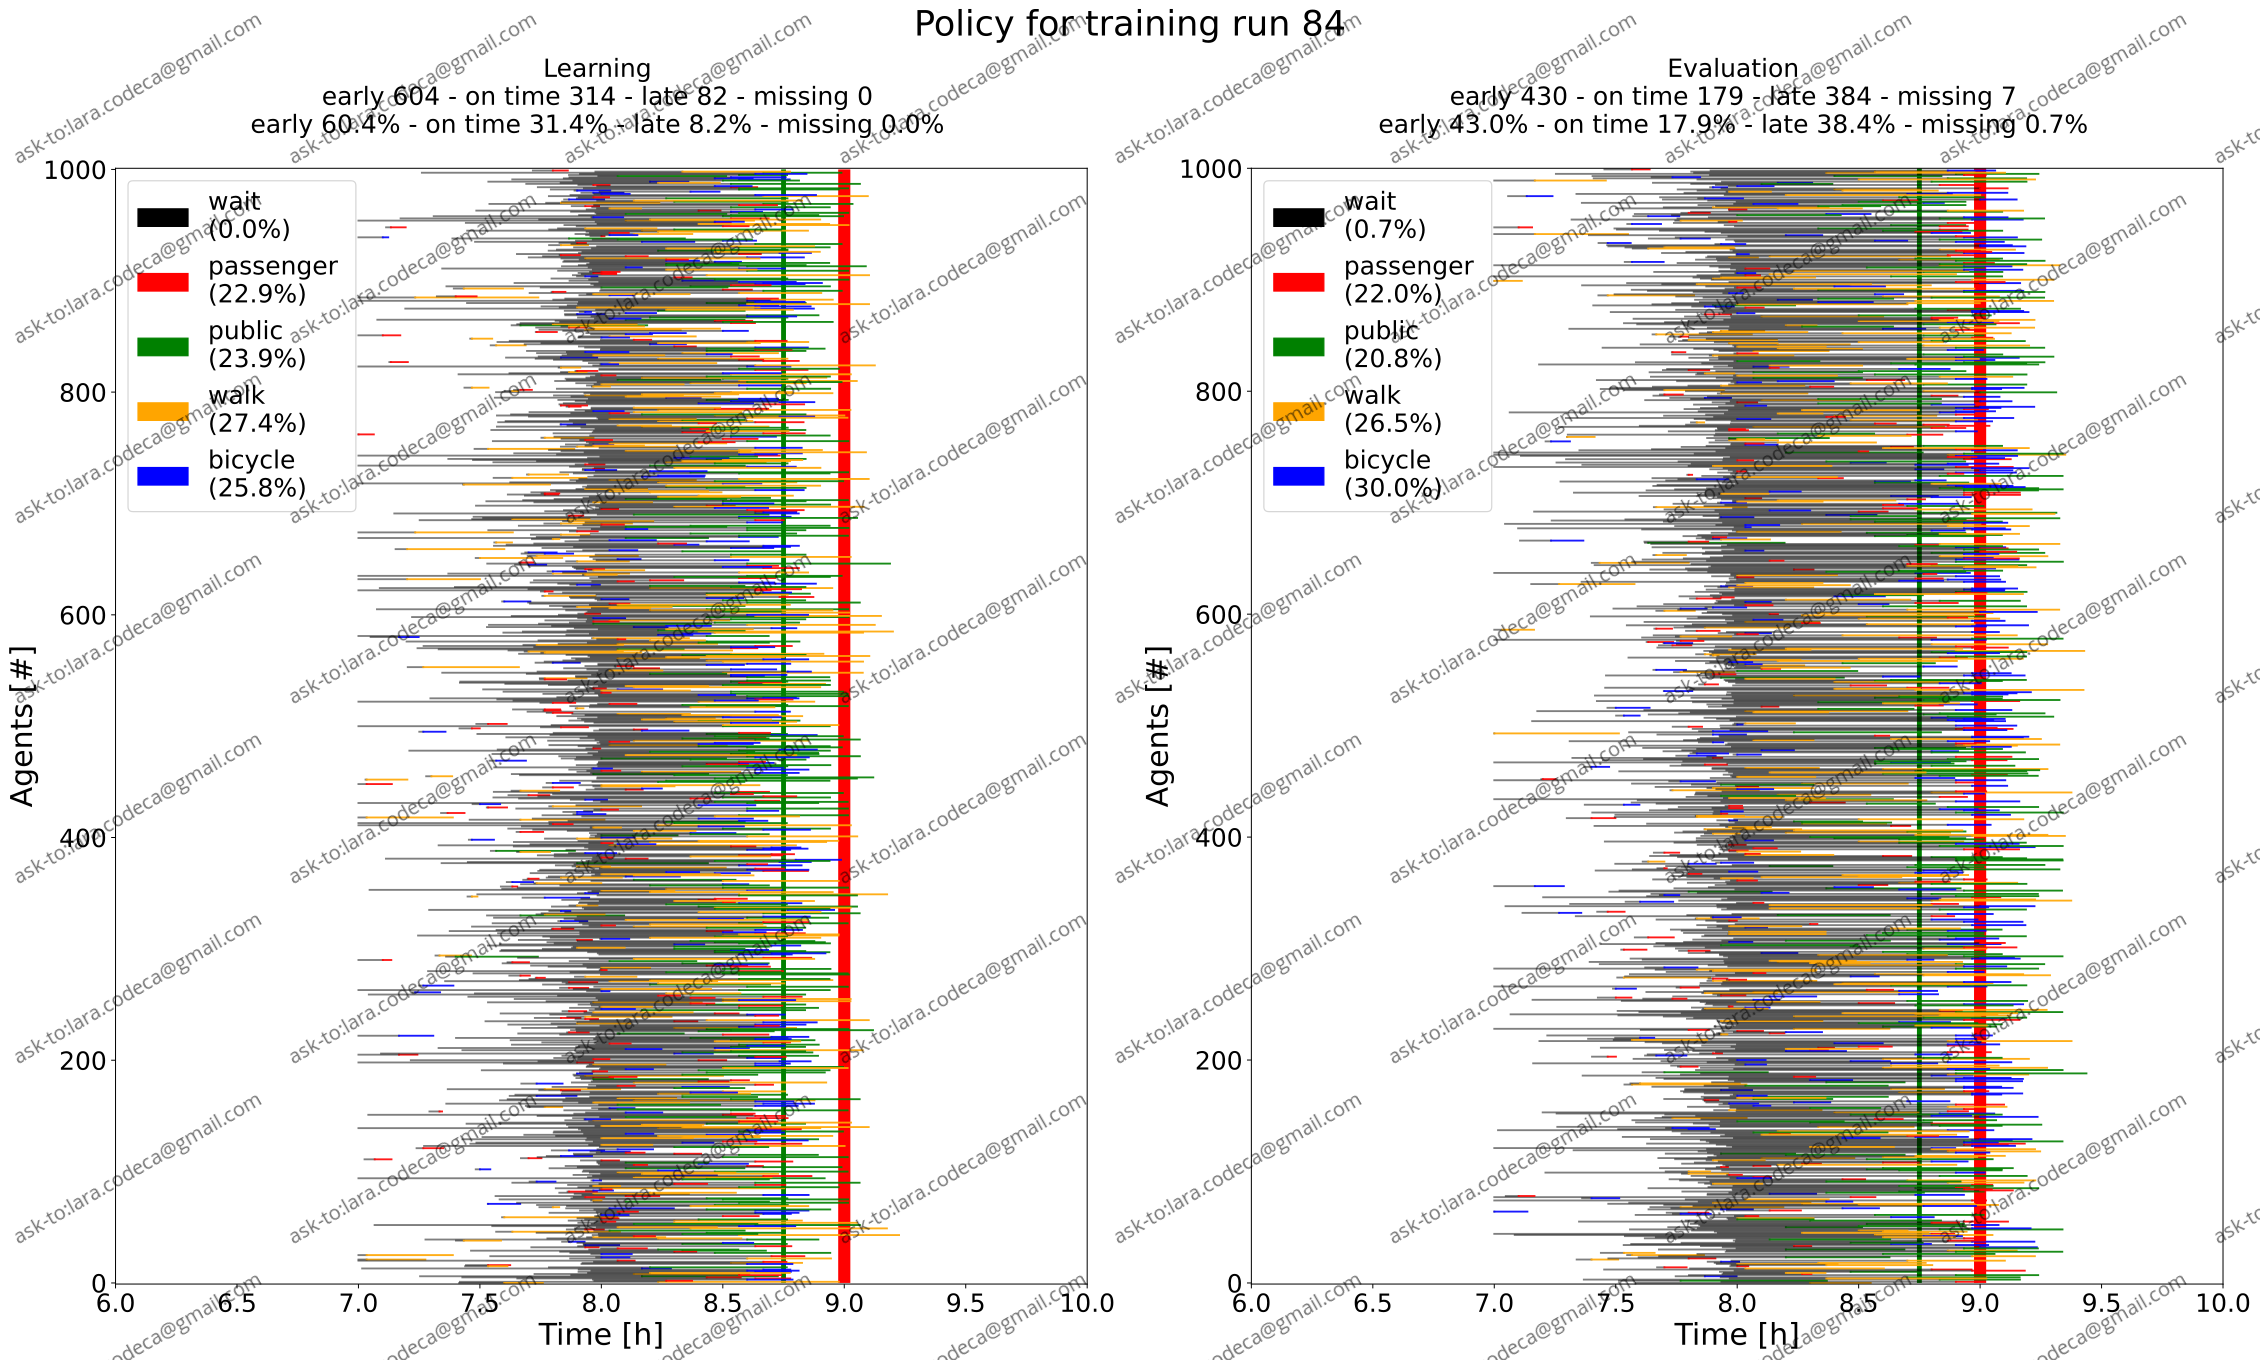 Policy for training run 84
Learning
early 604 - on time 314 - late 82 - missing 0
early 60.4% - on time 31.4% - late 8.2% - missing 0.0%
1000
800
600
400
200
0
Agents [#]
wait
(0.0%)
passenger
(22.9%)
public
(23.9%)
walk
(27.4%)
bicycle
(25.8%)
6.0 6.5 7.0 7.5 8.0 8.5 9.0 9.5 10.0
Time [h]
Evaluation
early 430 - on time 179 - late 384 - missing 7
early 43.0% - on time 17.9% - late 38.4% - missing 0.7%
1000
800
600
400
200
0
Agents [#]
wait
(0.7%)
passenger
(22.0%)
public
(20.8%)
walk
(26.5%)
bicycle
(30.0%)
6.0 6.5 7.0 7.5 8.0 8.5 9.0 9.5 10.0
Time [h]
ask-to:lara.codeca@gmail.com